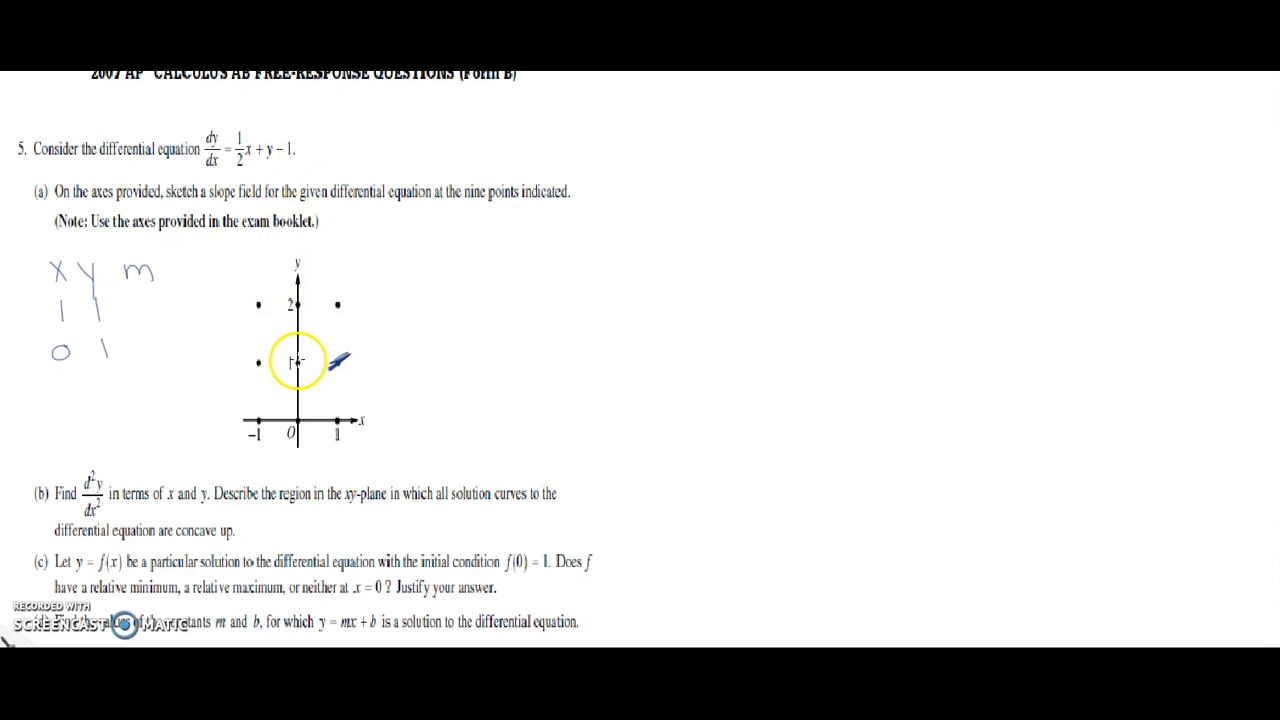 2007 AP® CALCULUS AB FREE-RESPONSE QUESTIONS (Form B)
5. Consider the differential equation dy/dx = 1/2 x + y − 1.
(a) On the axes provided, sketch a slope field for the given differential equation at the nine points indicated.
(Note: Use the axes provided in the exam booklet.)
x y m
1 1
0 1
y
2
1
x
−1 O 1
(b) Find d²y/dx² in terms of x and y. Describe the region in the xy-plane in which all solution curves to the
differential equation are concave up.
(c) Let y = f(x) be a particular solution to the differential equation with the initial condition f(0) = 1. Does f
have a relative minimum, a relative maximum, or neither at x = 0 ? Justify your answer.
RECORDED WITH
SCREENCAST MATIC
Find the values of the constants m and b, for which y = mx + b is a solution to the differential equation.